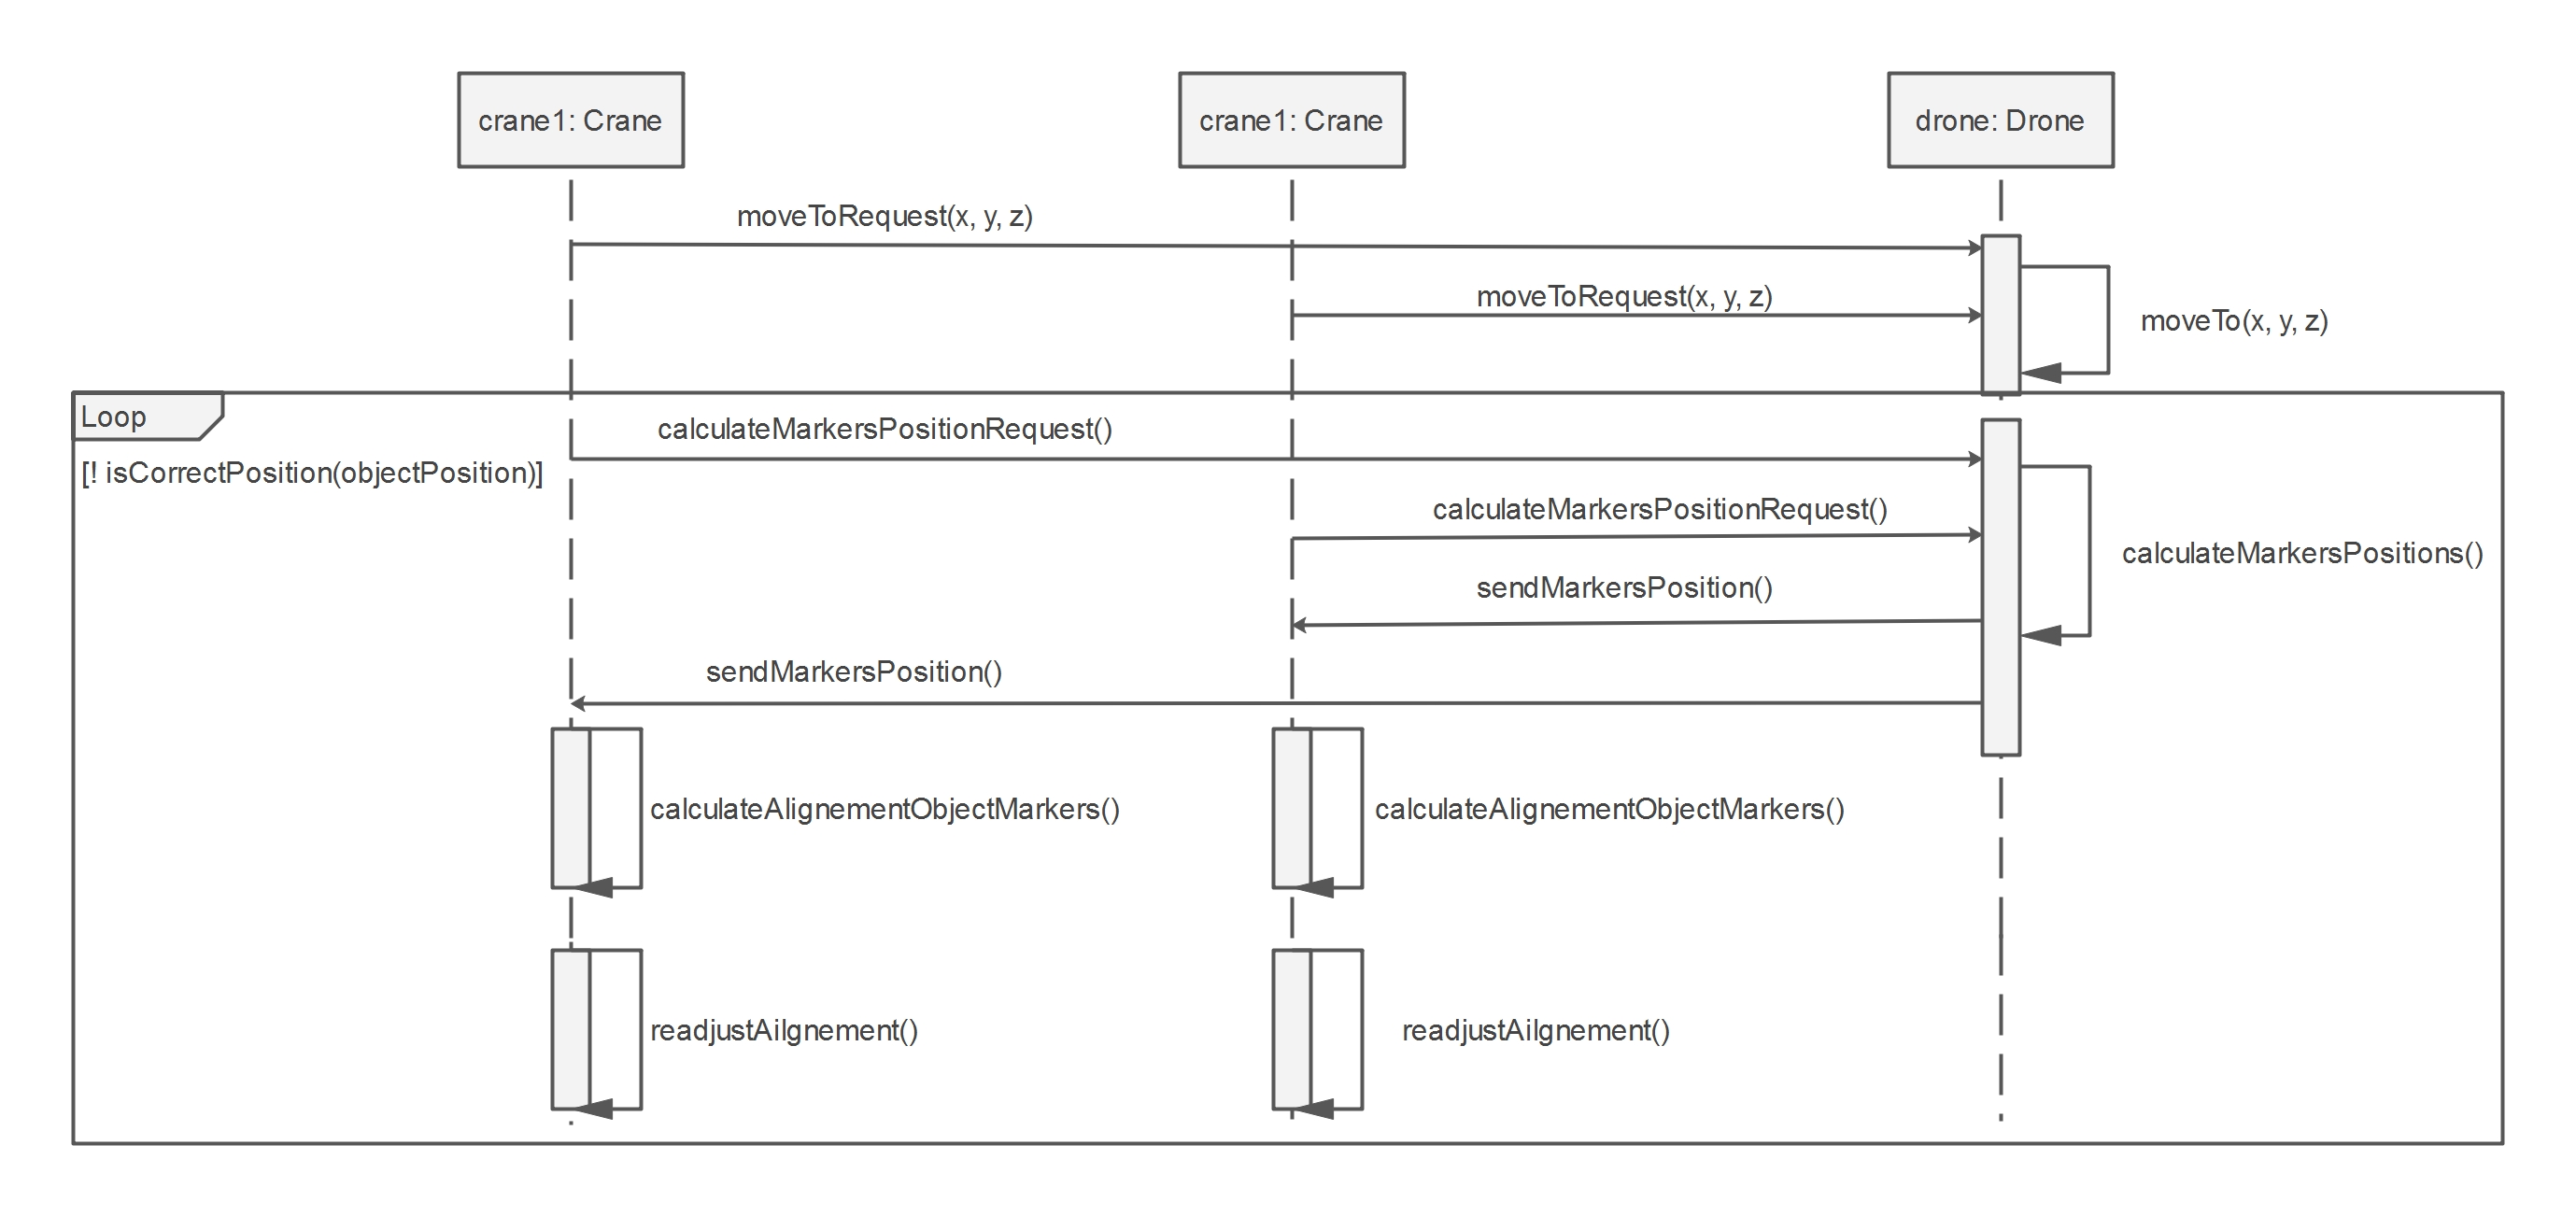 crane1: Crane
crane1: Crane
drone: Drone
moveToRequest(x, y, z)
moveToRequest(x, y, z)
moveTo(x, y, z)
Loop
[! isCorrectPosition(objectPosition)]
calculateMarkersPositionRequest()
calculateMarkersPositionRequest()
calculateMarkersPositions()
sendMarkersPosition()
sendMarkersPosition()
calculateAlignementObjectMarkers()
calculateAlignementObjectMarkers()
readjustAilgnement()
readjustAilgnement()